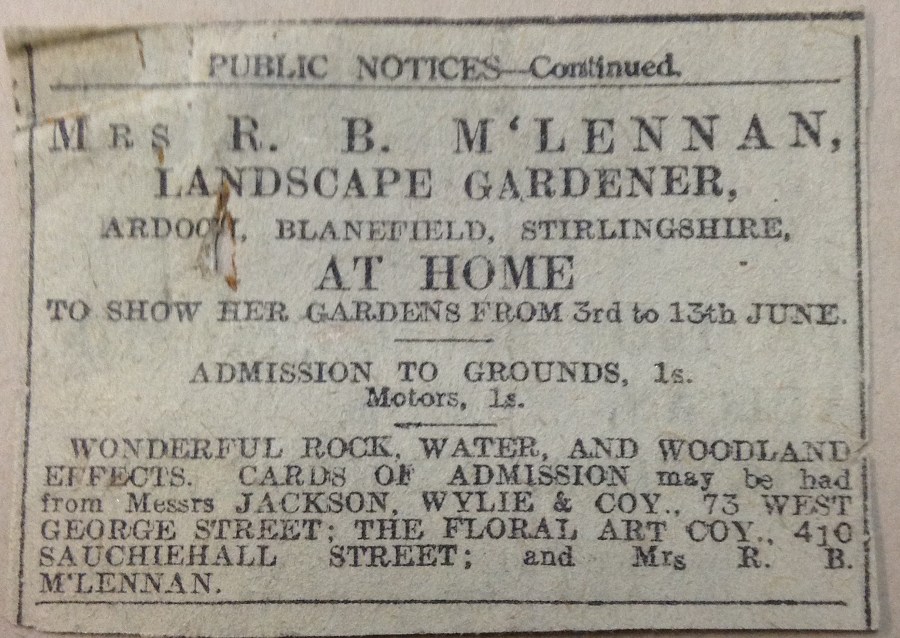 PUBLIC NOTICES—Continued.
MRS R. B. M‘LENNAN,
LANDSCAPE GARDENER,
ARDOCH, BLANEFIELD, STIRLINGSHIRE,
AT HOME
TO SHOW HER GARDENS FROM 3rd to 13th JUNE.
ADMISSION TO GROUNDS, 1s.
Motors, 1s.
WONDERFUL ROCK, WATER, AND WOODLAND
EFFECTS. CARDS OF ADMISSION may be had
from Messrs JACKSON, WYLIE & COY., 73 WEST
GEORGE STREET; THE FLORAL ART COY., 410
SAUCHIEHALL STREET; and Mrs R. B.
M‘LENNAN.